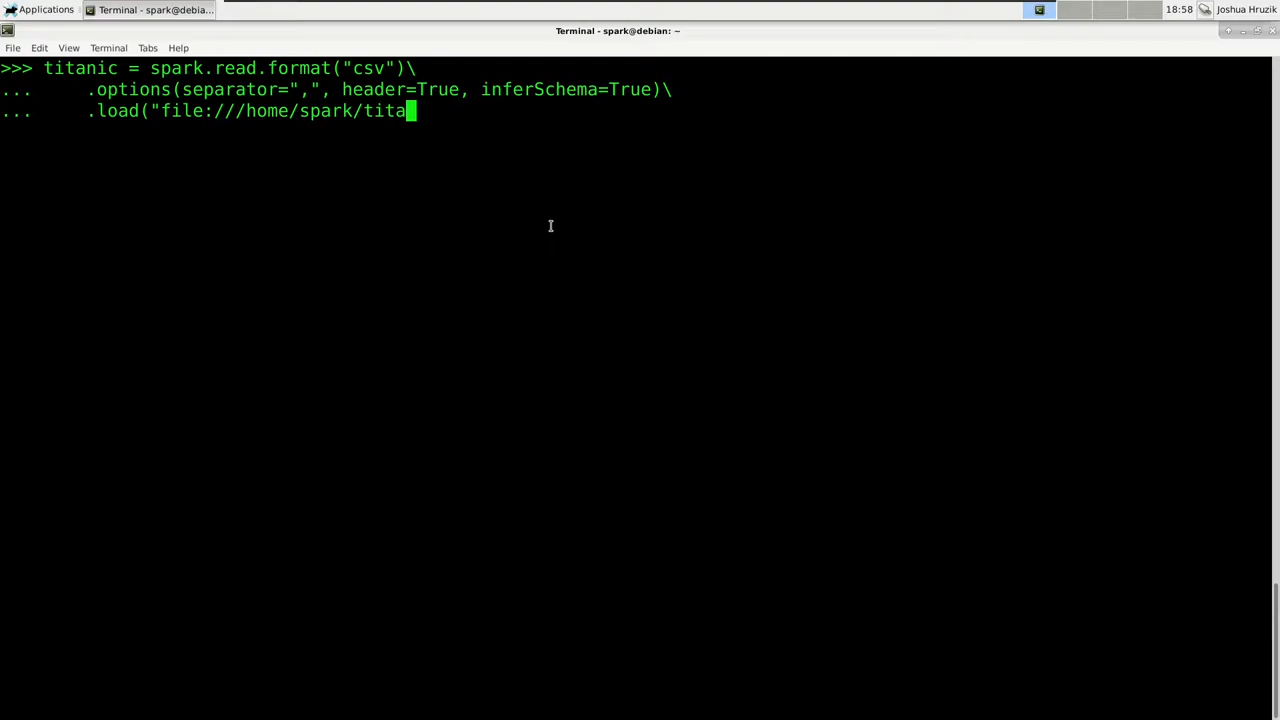 Applications
Terminal - spark@debia...
18:58
Joshua Hruzik
Terminal - spark@debian: ~
File Edit View Terminal Tabs Help
>>> titanic = spark.read.format("csv")\
...     .options(separator=",", header=True, inferSchema=True)\
...     .load("file:///home/spark/tita